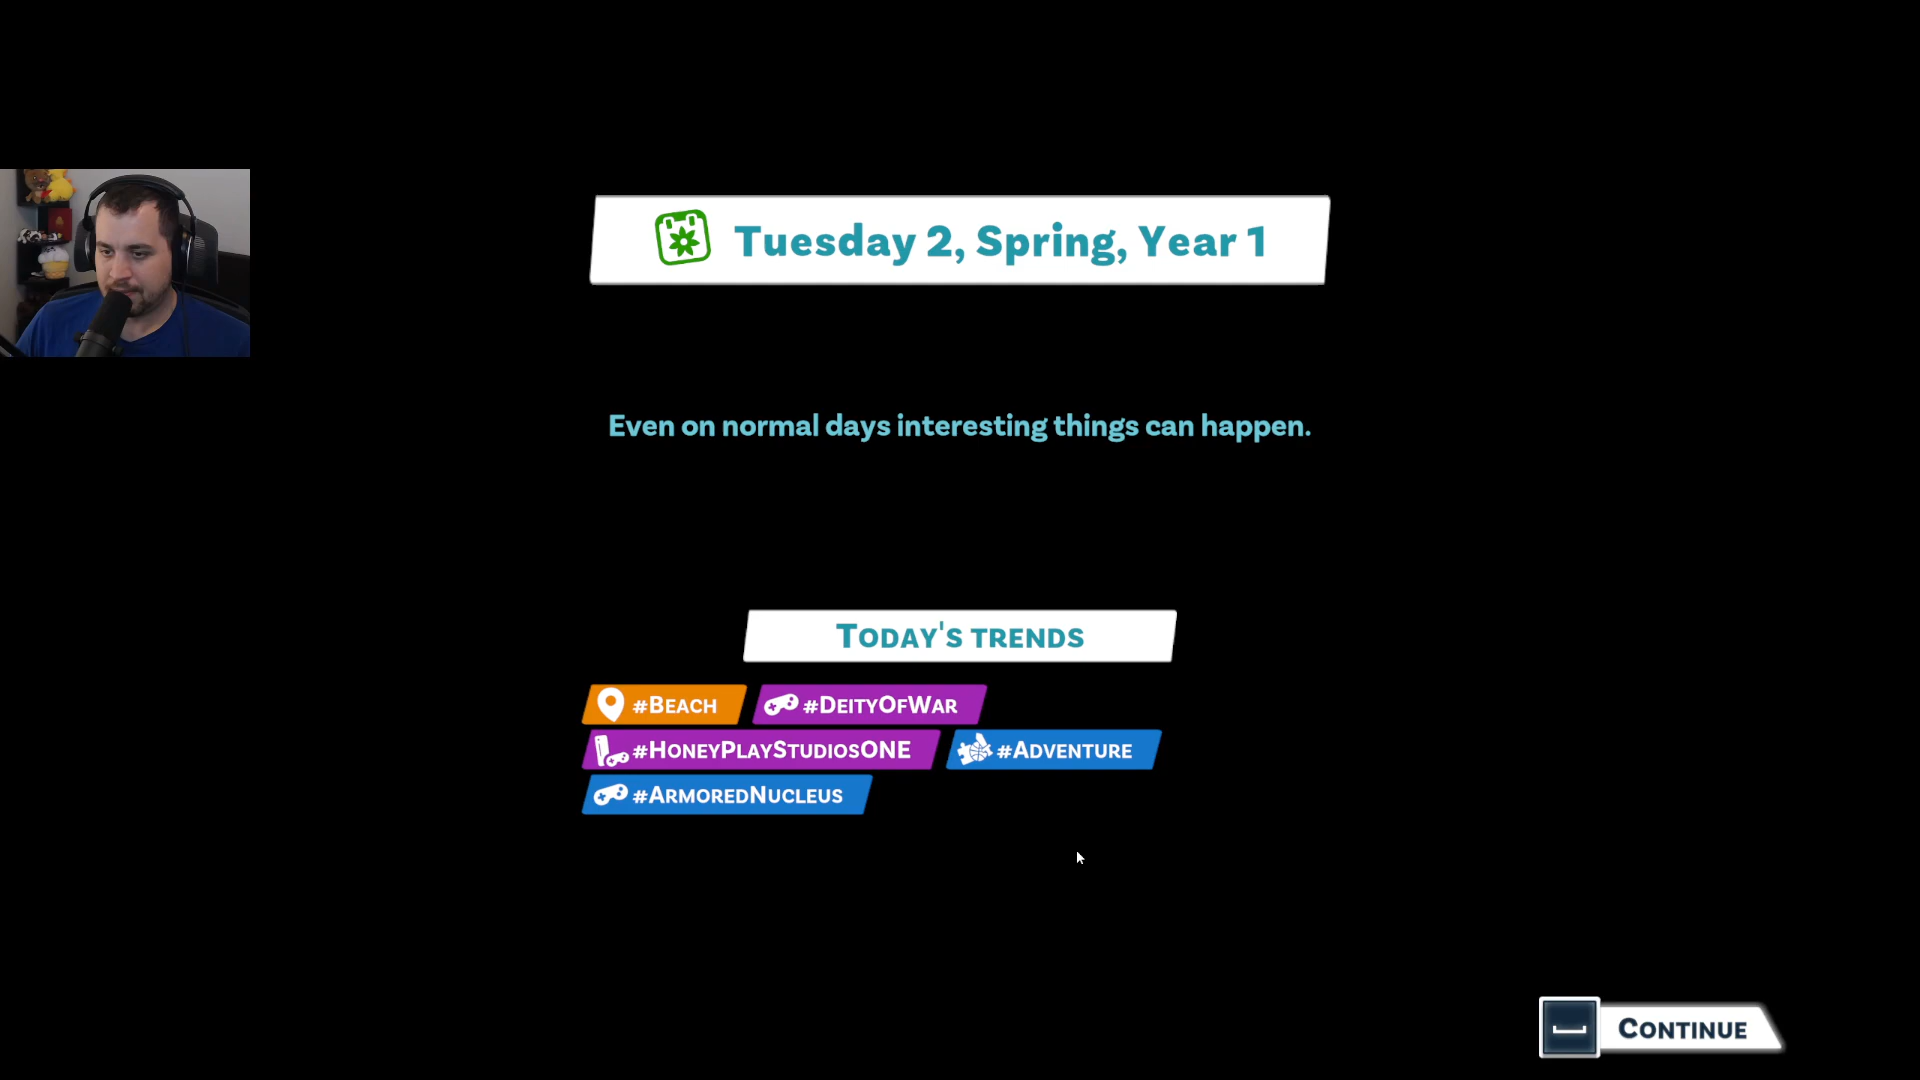 Tuesday 2, Spring, Year 1
Even on normal days interesting things can happen.
TODAY'S TRENDS
#BEACH #DEITYOFWAR
#HONEYPLAYSTUDIOSONE #ADVENTURE
#ARMOREDNUCLEUS
CONTINUE